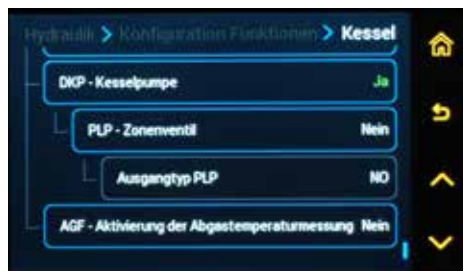 Hydraulik > Konfiguration Funktionen > Kessel
DKP - Kesselpumpe Ja
PLP - Zonenventil Nein
Ausgangtyp PLP NO
AGF - Aktivierung der Abgastemperaturmessung Nein